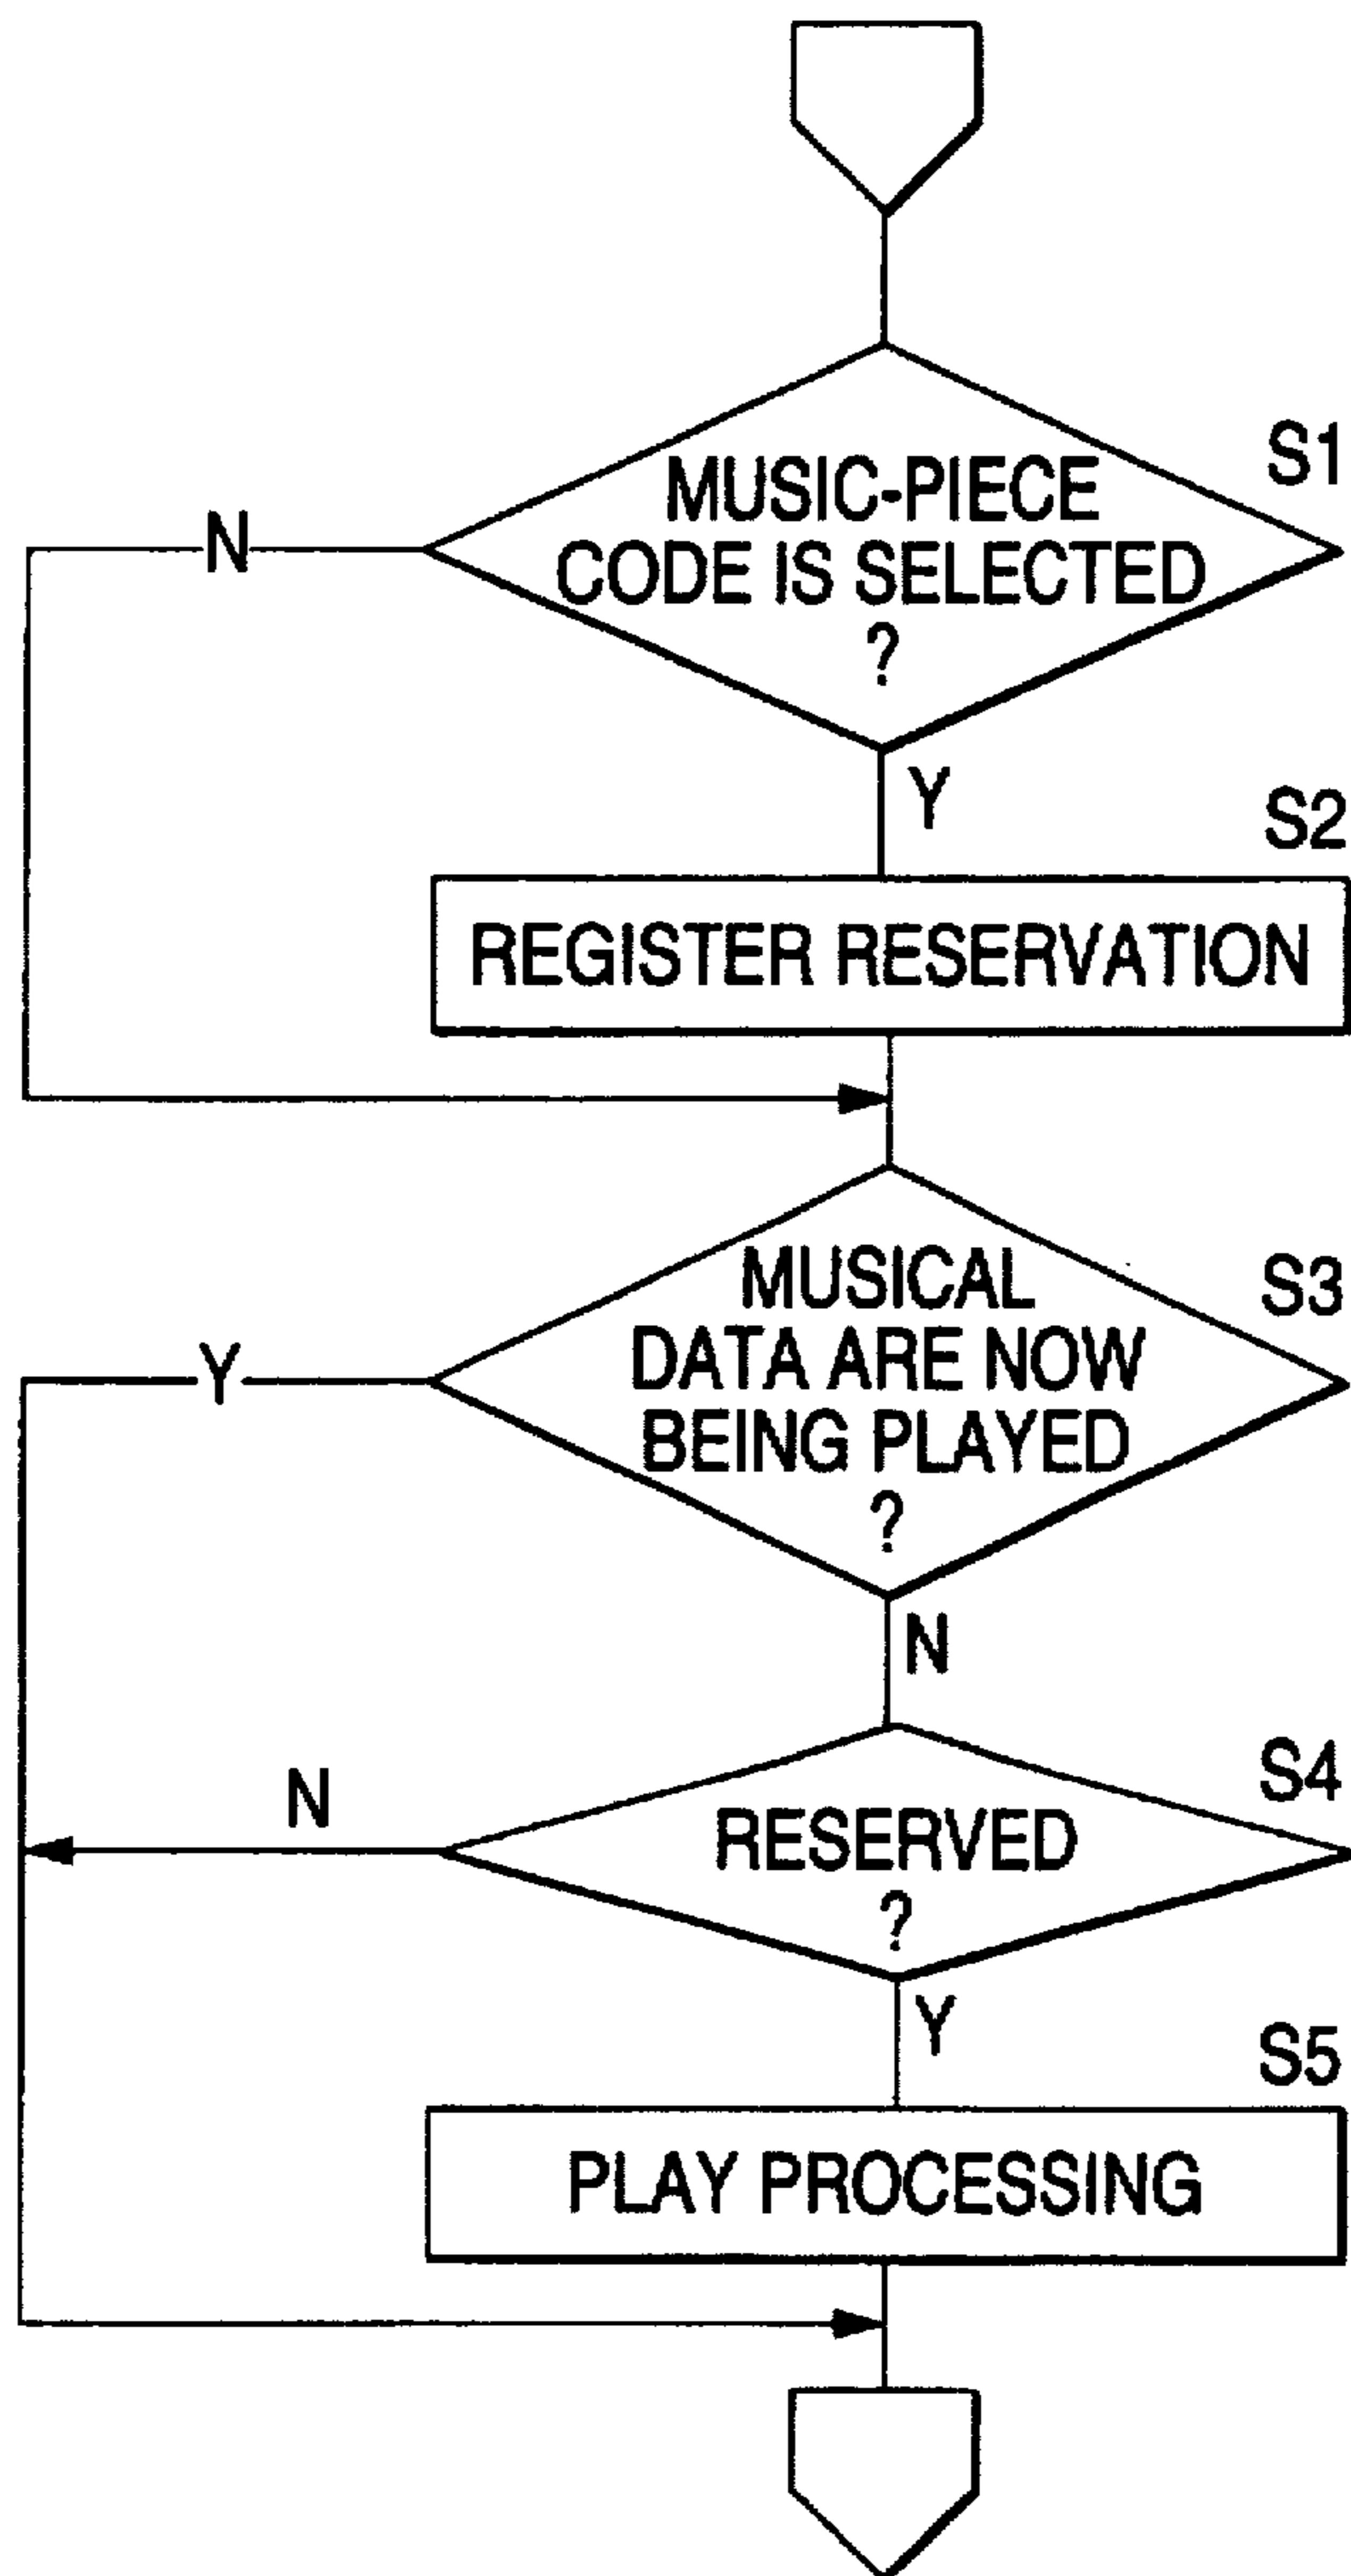 S1
MUSIC-PIECE
CODE IS SELECTED
?
N
Y
S2
REGISTER RESERVATION
S3
MUSICAL
DATA ARE NOW
BEING PLAYED
?
Y
N
S4
RESERVED
?
N
Y
S5
PLAY PROCESSING